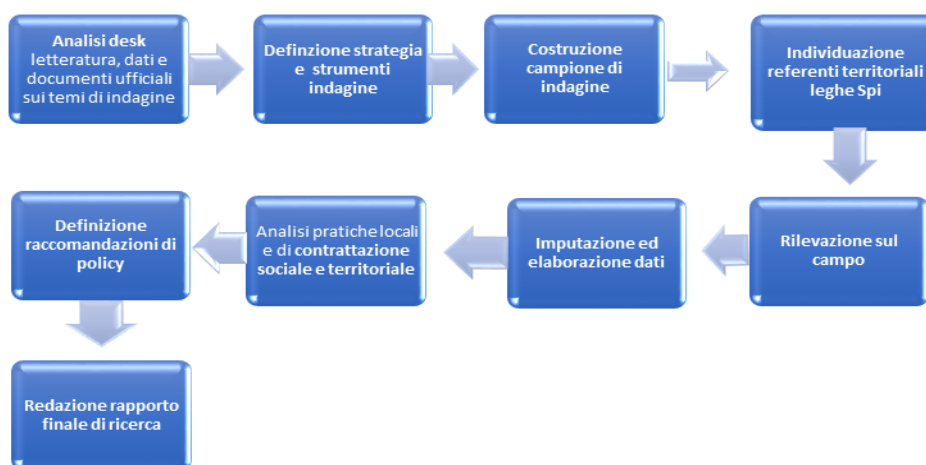 Analisi desk
letteratura, dati e
documenti ufficiali
sui temi di indagine
Definzione strategia
e strumenti
indagine
Costruzione
campione di
indagine
Individuazione
referenti territoriali
leghe Spi
Rilevazione sul
campo
Imputazione ed
elaborazione dati
Analisi pratiche locali
e di contrattazione
sociale e territoriale
Definizione
raccomandazioni di
policy
Redazione rapporto
finale di ricerca